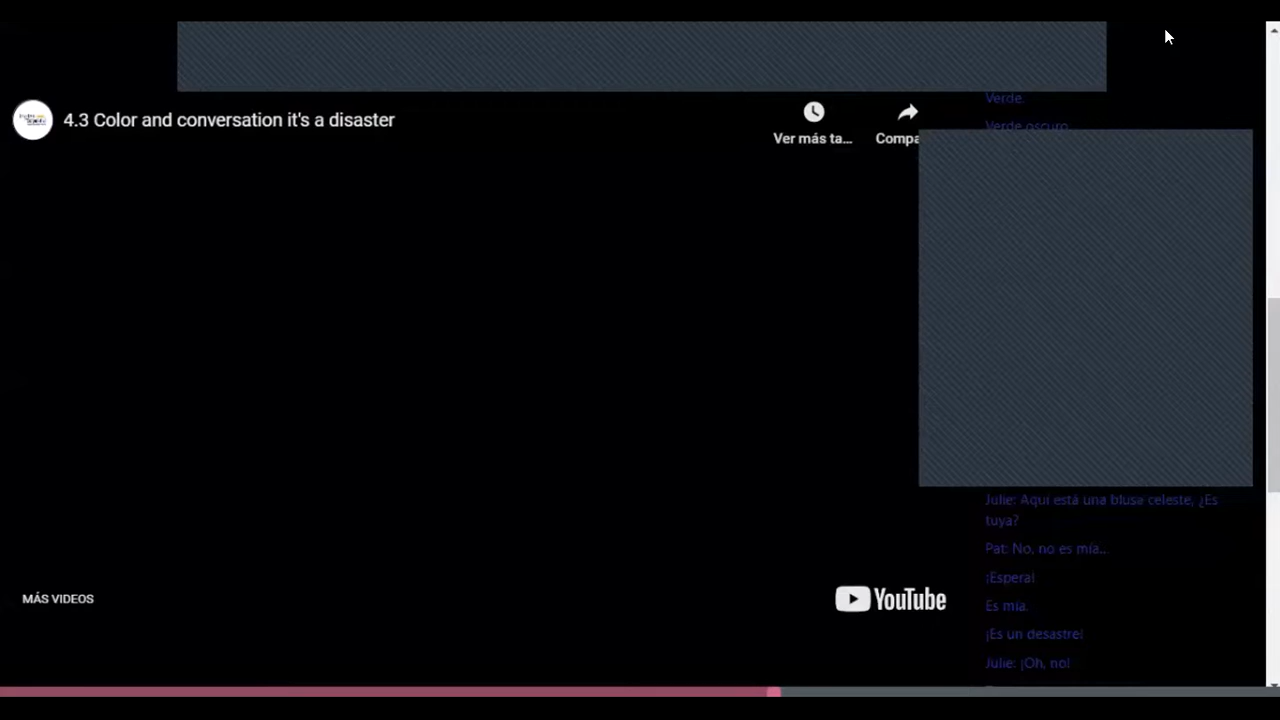 Verde.
4.3 Color and conversation it's a disaster
Ver más ta...
Compa
Verde oscuro
Julie: Aquí está una blusa celeste, ¿Es
tuya?
Pat: No, no es mía...
¡Espera!
Es mía.
MÁS VIDEOS
YouTube
¡Es un desastre!
Julie: ¡Oh, no!